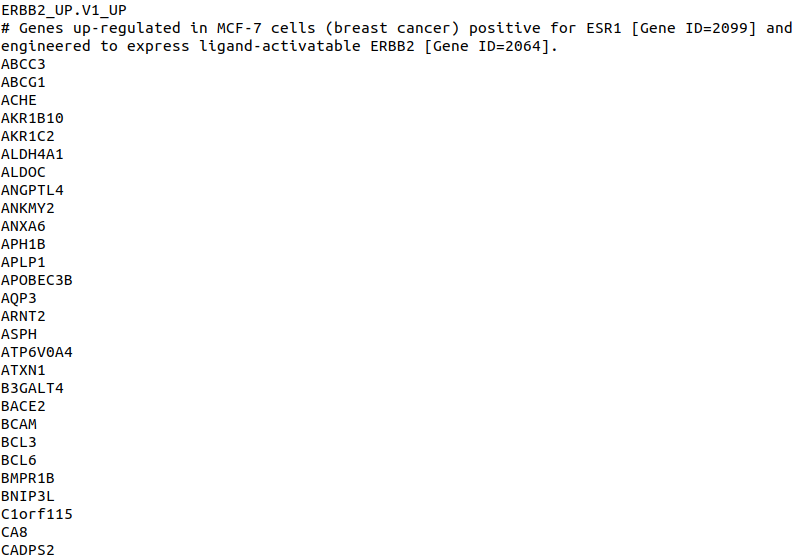 ERBB2_UP.V1_UP
# Genes up-regulated in MCF-7 cells (breast cancer) positive for ESR1 [Gene ID=2099] and
engineered to express ligand-activatable ERBB2 [Gene ID=2064].
ABCC3
ABCG1
ACHE
AKR1B10
AKR1C2
ALDH4A1
ALDOC
ANGPTL4
ANKMY2
ANXA6
APH1B
APLP1
APOBEC3B
AQP3
ARNT2
ASPH
ATP6V0A4
ATXN1
B3GALT4
BACE2
BCAM
BCL3
BCL6
BMPR1B
BNIP3L
C1orf115
CA8
CADPS2